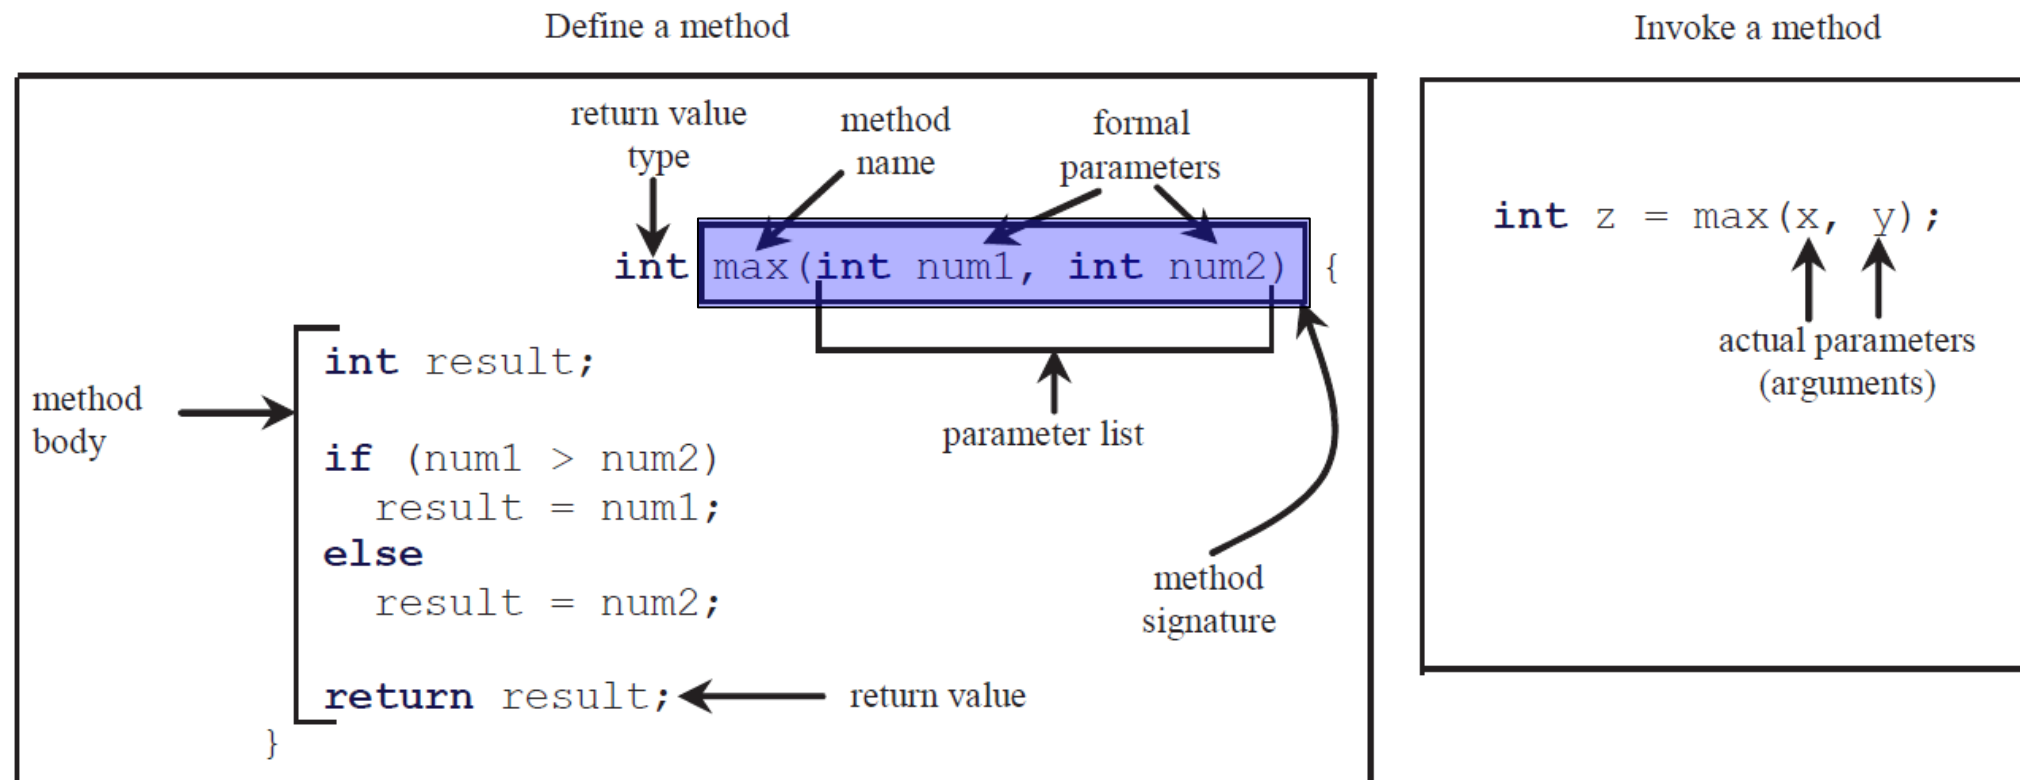 Define a method
return value
type
method
name
formal
parameters
int max(int num1, int num2) {
method
body
int result;
parameter list
if (num1 > num2)
result = num1;
else
result = num2;
method
signature
return result;
return value
}
Invoke a method
int z = max(x, y);
actual parameters
(arguments)